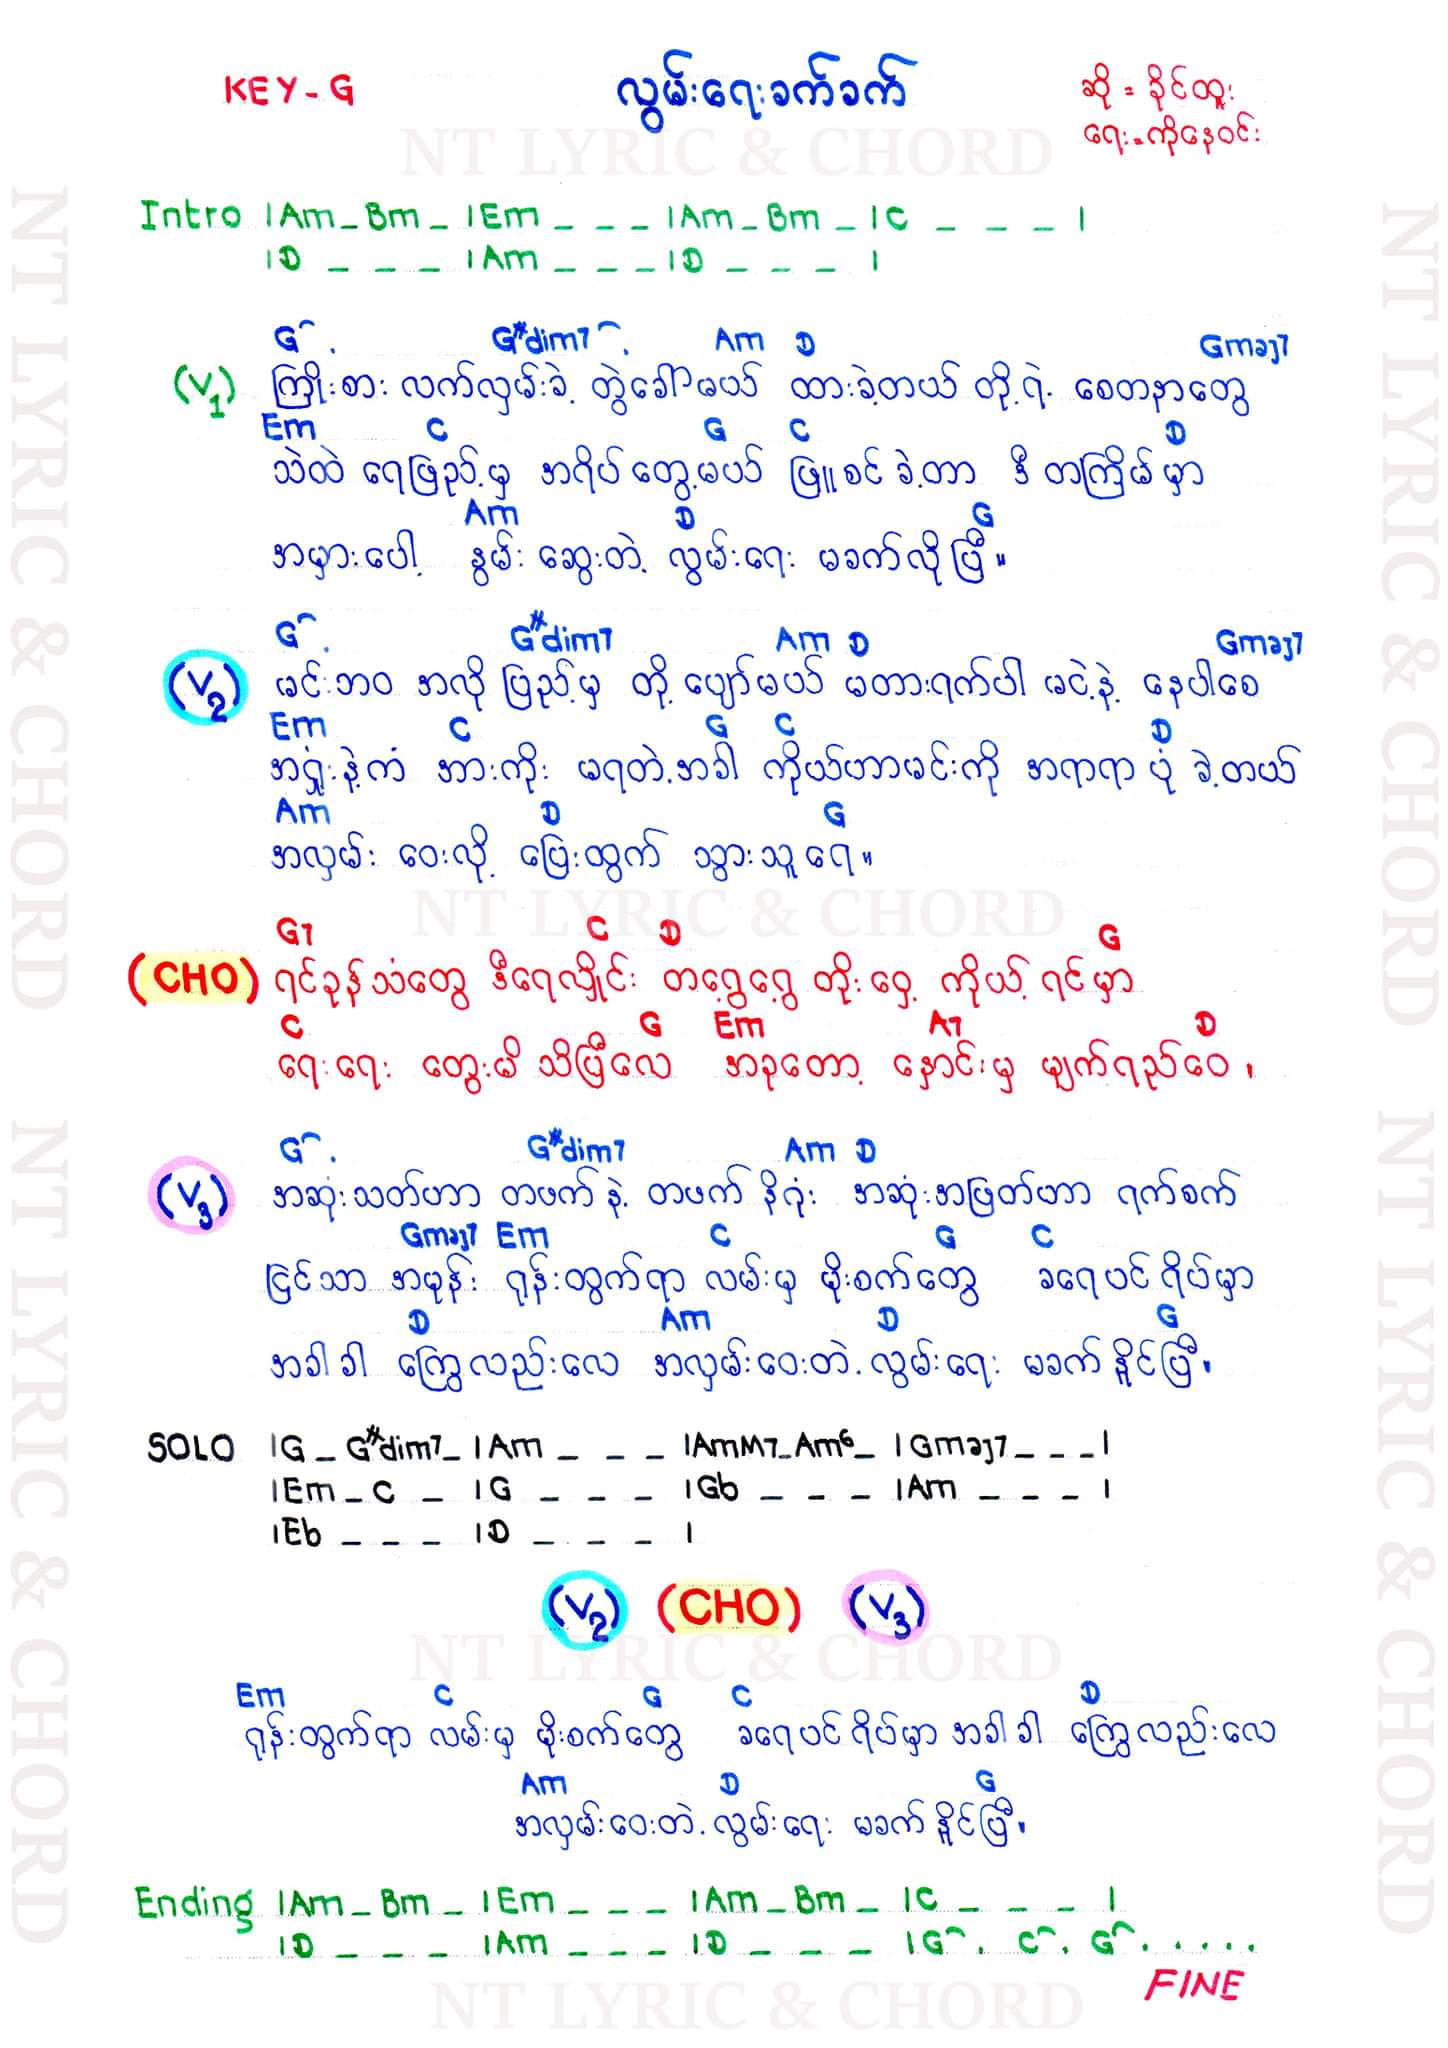 KEY - G
လွမ်းရေးခက်ခက်
ဆို = ခိုင်ထူး
ရေး = ကိုနေဝင်း
NT LYRIC & CHORD
Intro |Am _ Bm _ |Em _ _ _ |Am _ Bm _ |C _ _ _ |
|D _ _ _ |Am _ _ _ |D _ _ _ |
G . G#dim7 . Am D Gmaj7
(V1) ကြိုးစား လက်လှမ်းခဲ့ တွဲခေါ်မယ် ထားခဲ့တယ် တို့ရဲ့ စေတနာတွေ
Em C G C D
သဲထဲ ရေဖြည့်မှ အရိပ်တွေ့မယ် ဖြူစင်ခဲ့တာ ဒီတကြိမ်မှာ
Am D G
အမှားပေါ့ နွမ်းဆွေးတဲ့ လွမ်းရေး မခက်လိုပြီ။
G . G#dim7 Am D Gmaj7
(V2) မင်းဘဝ အလိုပြည့်မှ တို့ပျော်မယ် မတားရက်ပါ မငဲ့နဲ့ နေပါစေ
Em C G C D
အရှုံးနဲ့ကံ အားကိုး မရတဲ့အခါ ကိုယ်ဟာမင်းကို အရာရာ ပုံခဲ့တယ်
Am D G
အလှမ်း ဝေးလို့ ပြေးထွက် သွားသူရေ။
NT LYRIC & CHORD
G7 C D G
(CHO) ရင်ခုန်သံတွေ ဒီရေလှိုင်း တရွေ့ရွေ့ တိုးဝှေ့ ကိုယ့်ရင်မှာ
C G Em A7 D
ရေးရေး တွေးမိ သိပြီလေ အခုတော့ နှောင်းမှ မျက်ရည်ဝေ ၊
G . G#dim7 Am D
(V3) အဆုံးသတ်ဟာ တဖက်နဲ့ တဖက် နိဂုံး အဆုံးအဖြတ်ဟာ ရက်စက်
Gmaj7 Em C G C
ငြင်သာ အမုန်း ရုန်းထွက်ရာ လမ်းမှ မိုးစက်တွေ ခရေပင်ရိပ်မှာ
D Am D G
အခါခါ ကြွေလည်းလေ အလှမ်းဝေးတဲ့ လွမ်းရေး မခက်နိူင်ပြီ။
SOLO |G _ G#dim7 _ |Am _ _ _ |AmM7 _ Am6 _ |Gmaj7 _ _ _ |
|Em _ C _ |G _ _ _ |Gb _ _ _ |Am _ _ _ |
|Eb _ _ _ |D _ _ _ |
(V2) (CHO) (V3)
NT LYRIC & CHORD
Em C G C D
ရုန်းထွက်ရာ လမ်းမှ မိုးစက်တွေ ခရေပင်ရိပ်မှာ အခါခါ ကြွေလည်းလေ
Am D G
အလှမ်းဝေးတဲ့ လွမ်းရေး မခက်နိူင်ပြီ။
Ending |Am _ Bm _ |Em _ _ _ |Am _ Bm _ |C _ _ _ |
|D _ _ _ |Am _ _ _ |D _ _ _ |G . C . G . . . . .
FINE
NT LYRIC & CHORD
NT LYRIC & CHORD
NT LYRIC & CHORD
NT LYRIC & CHORD
NT LYRIC & CHORD